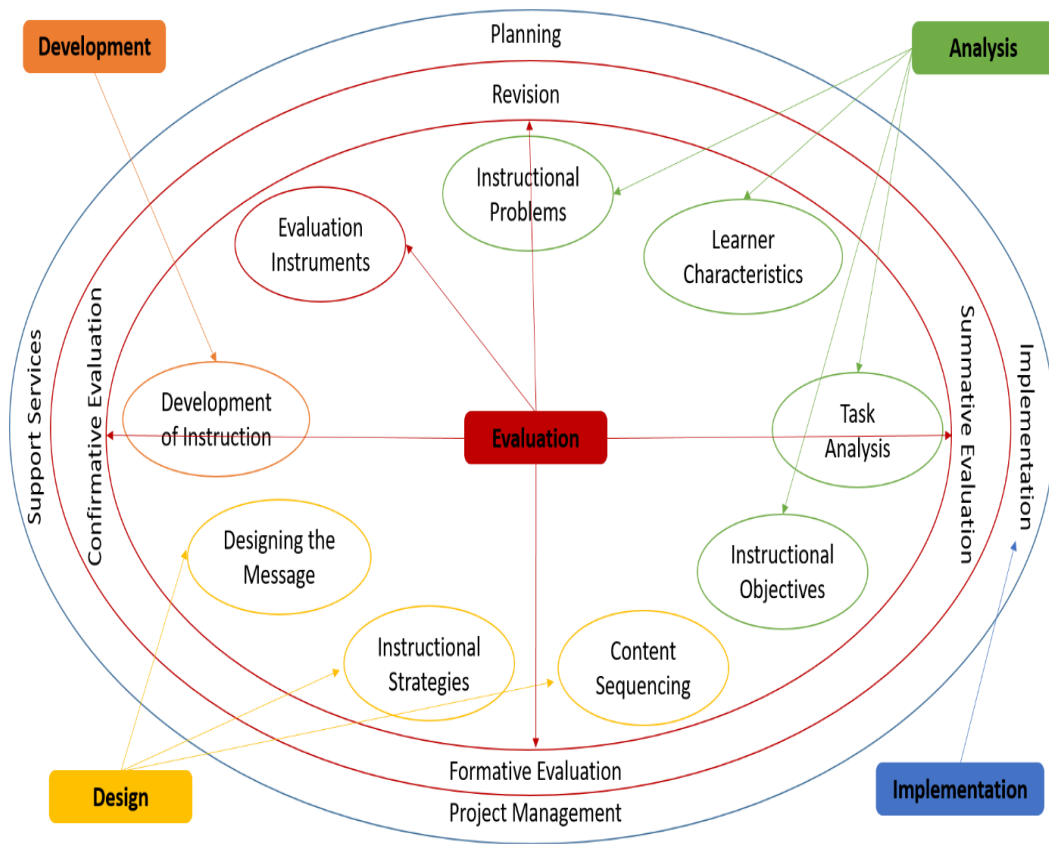 Planning
Development
Analysis
Revision
Instructional
Problems
Evaluation
Instruments
Learner
Characteristics
Support Services
Confirmative Evaluation
Summative Evaluation
Implementation
Development
of Instruction
Evaluation
Task
Analysis
Designing the
Message
Instructional
Objectives
Instructional
Strategies
Content
Sequencing
Formative Evaluation
Design
Implementation
Project Management